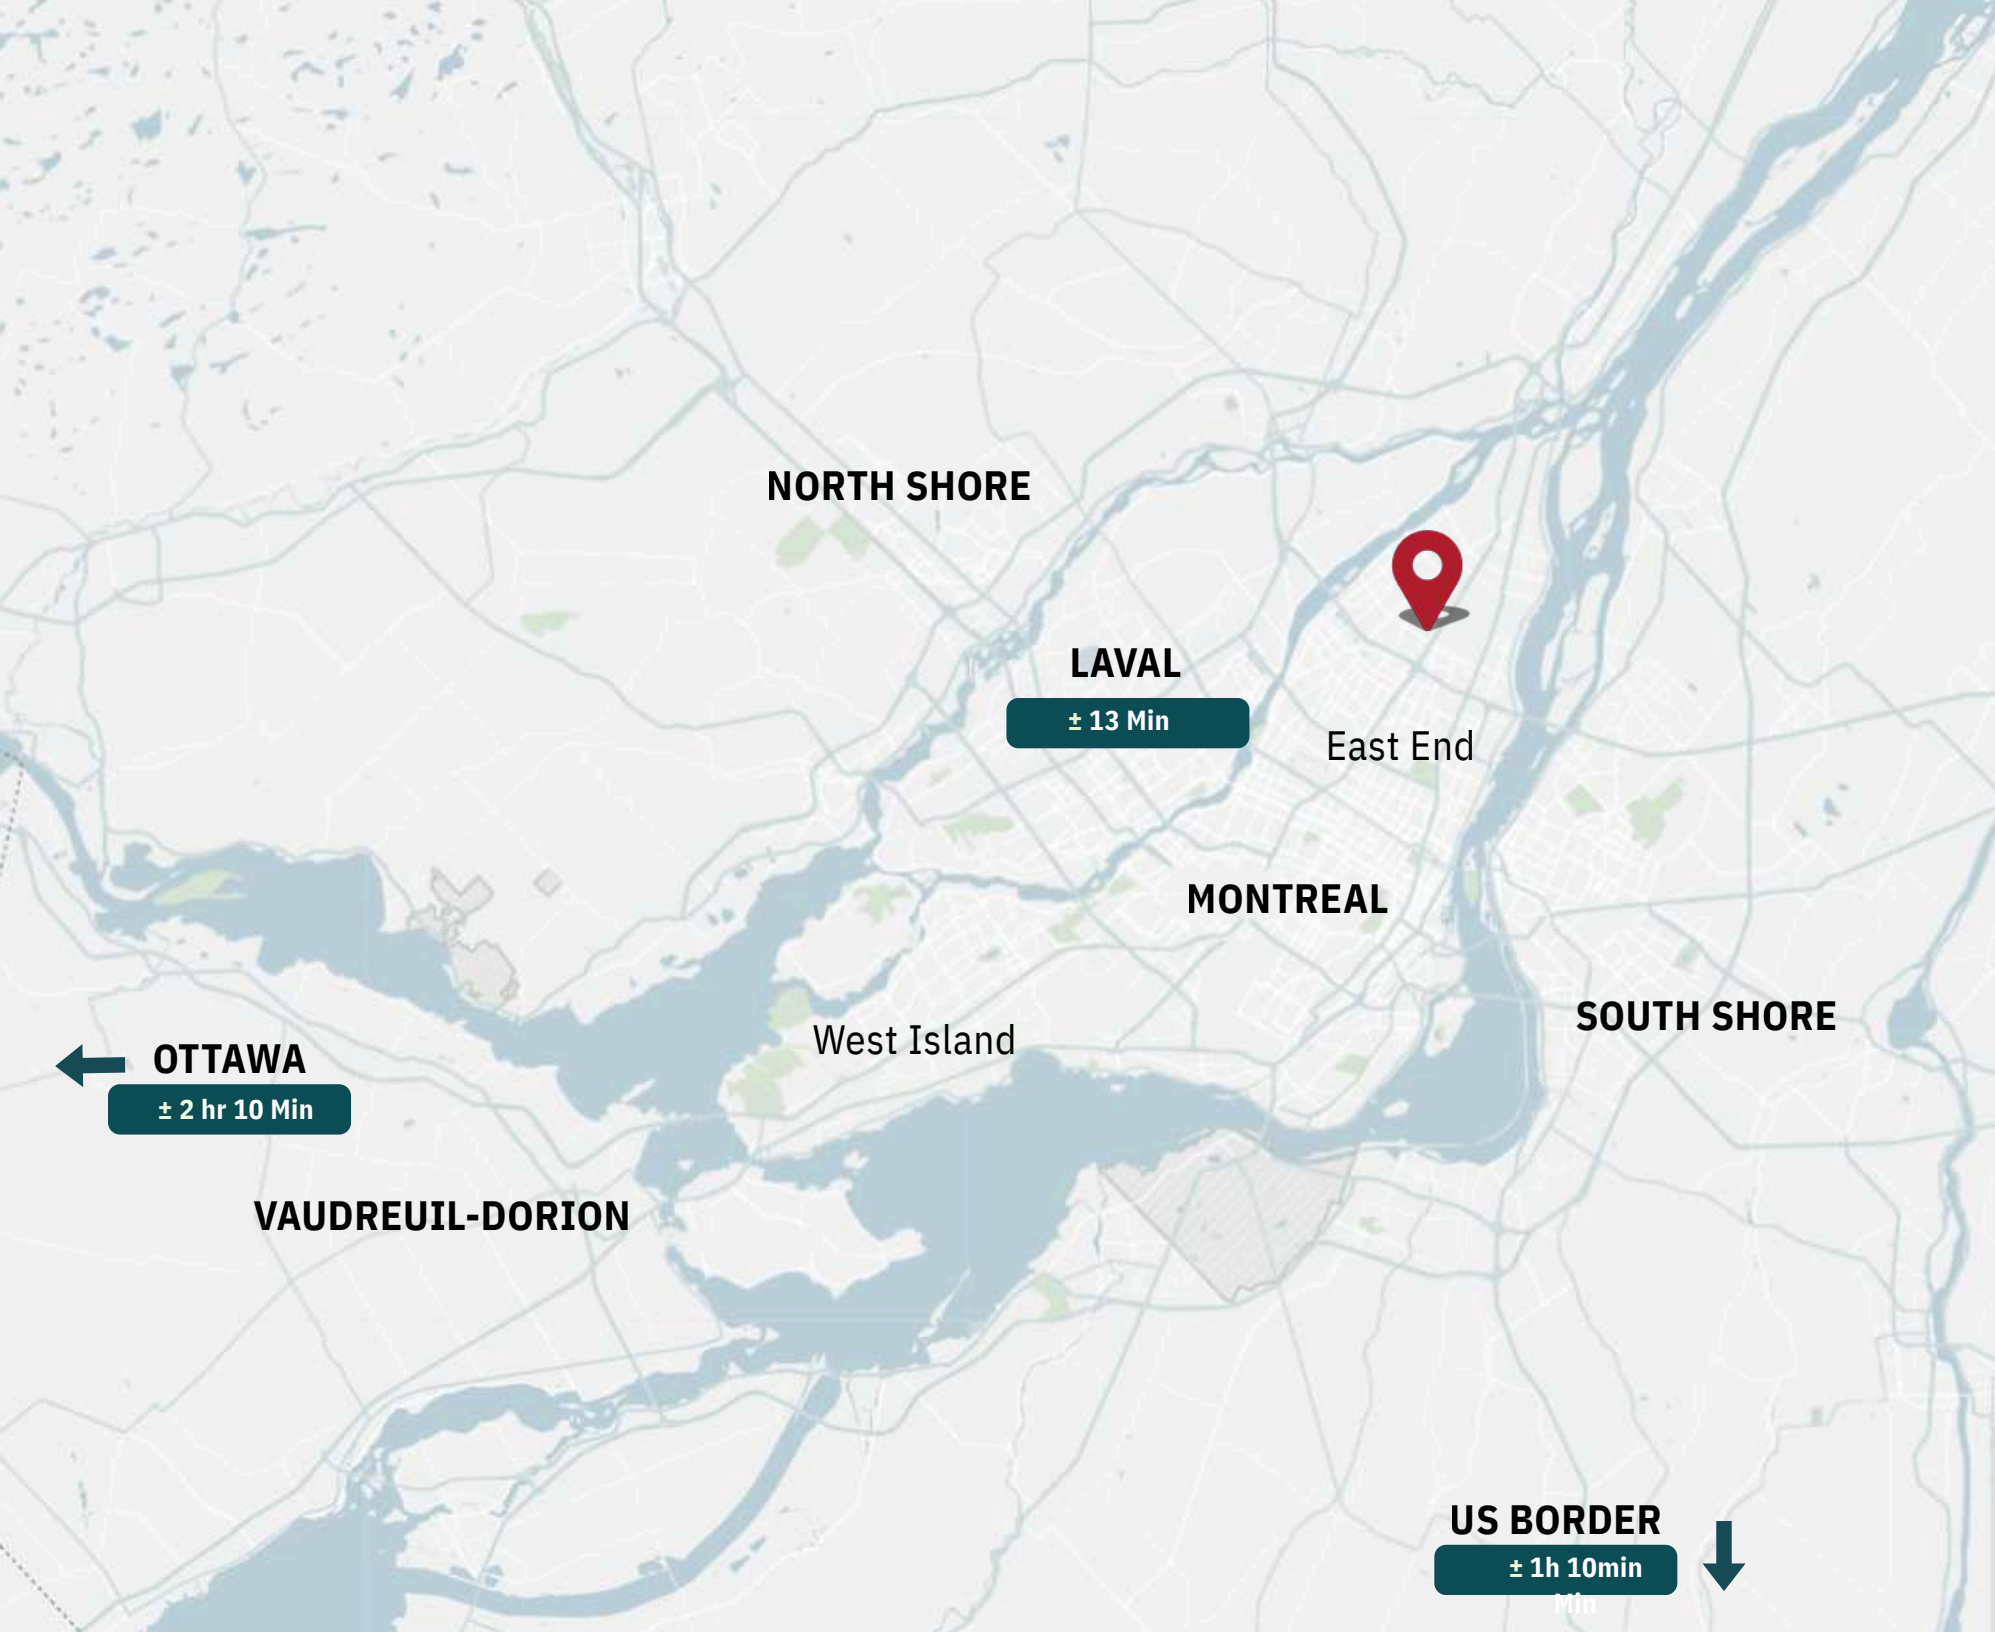 NORTH SHORE
LAVAL
± 13 Min
East End
MONTREAL
SOUTH SHORE
West Island
OTTAWA
± 2 hr 10 Min
VAUDREUIL-DORION
US BORDER
± 1h 10min
Min